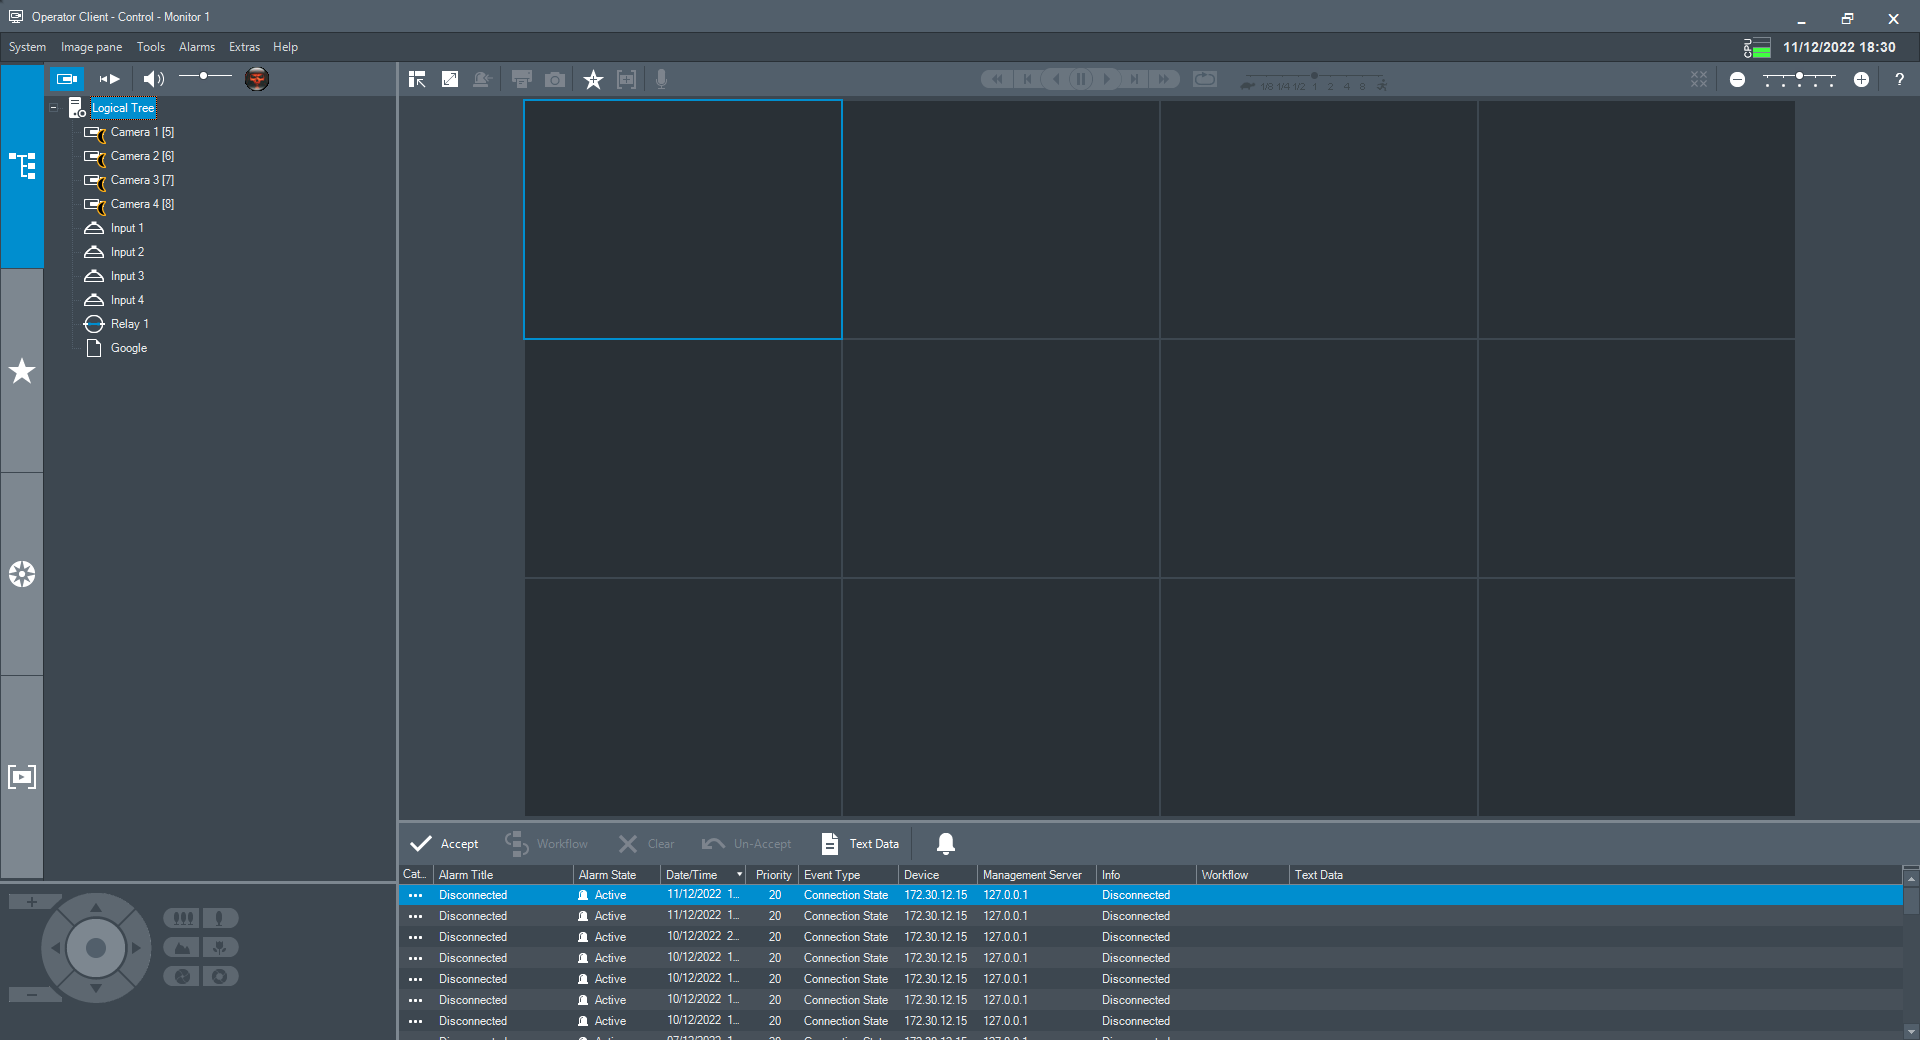 Operator Client - Control - Monitor 1
System Image pane Tools Alarms Extras Help
CPU 11/12/2022 18:30
1/8 1/4 1/2 1 2 4 8
?
Logical Tree
Camera 1 [5]
Camera 2 [6]
Camera 3 [7]
Camera 4 [8]
Input 1
Input 2
Input 3
Input 4
Relay 1
Google
Accept Workflow Clear Un-Accept Text Data
Cat... Alarm Title Alarm State Date/Time Priority Event Type Device Management Server Info Workflow Text Data
Disconnected Active 11/12/2022 1... 20 Connection State 172.30.12.15 127.0.0.1 Disconnected
Disconnected Active 11/12/2022 1... 20 Connection State 172.30.12.15 127.0.0.1 Disconnected
Disconnected Active 10/12/2022 2... 20 Connection State 172.30.12.15 127.0.0.1 Disconnected
Disconnected Active 10/12/2022 1... 20 Connection State 172.30.12.15 127.0.0.1 Disconnected
Disconnected Active 10/12/2022 1... 20 Connection State 172.30.12.15 127.0.0.1 Disconnected
Disconnected Active 10/12/2022 1... 20 Connection State 172.30.12.15 127.0.0.1 Disconnected
Disconnected Active 10/12/2022 1... 20 Connection State 172.30.12.15 127.0.0.1 Disconnected